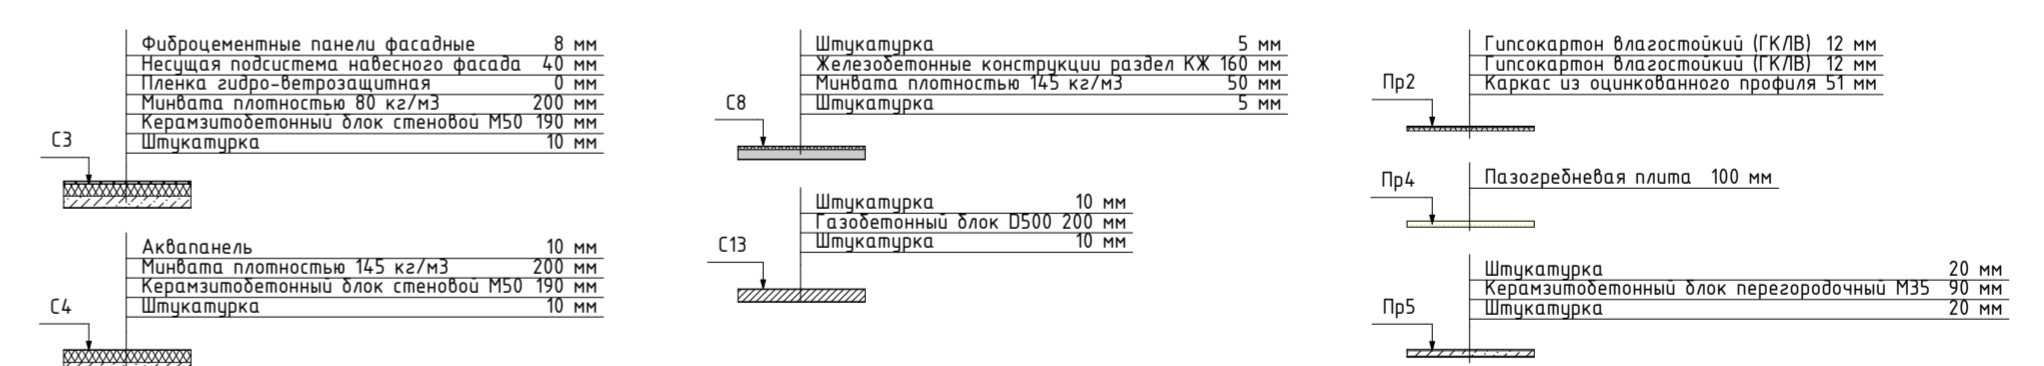 Фиброцементные панели фасадные 8 мм
Несущая подсистема навесного фасада 40 мм
Пленка гидро-ветрозащитная 0 мм
Минвата плотностью 80 кг/м3 200 мм
Керамзитобетонный блок стеновой М50 190 мм
Штукатурка 10 мм
С3
Аквапанель 10 мм
Минвата плотностью 145 кг/м3 200 мм
Керамзитобетонный блок стеновой М50 190 мм
Штукатурка 10 мм
С4
Штукатурка 5 мм
Железобетонные конструкции раздел КЖ 160 мм
Минвата плотностью 145 кг/м3 50 мм
Штукатурка 5 мм
С8
Штукатурка 10 мм
Газобетонный блок D500 200 мм
Штукатурка 10 мм
С13
Гипсокартон влагостойкий (ГКЛВ) 12 мм
Гипсокартон влагостойкий (ГКЛВ) 12 мм
Каркас из оцинкованного профиля 51 мм
Пр2
Пазогребневая плита 100 мм
Пр4
Штукатурка 20 мм
Керамзитобетонный блок перегородочный М35 90 мм
Штукатурка 20 мм
Пр5